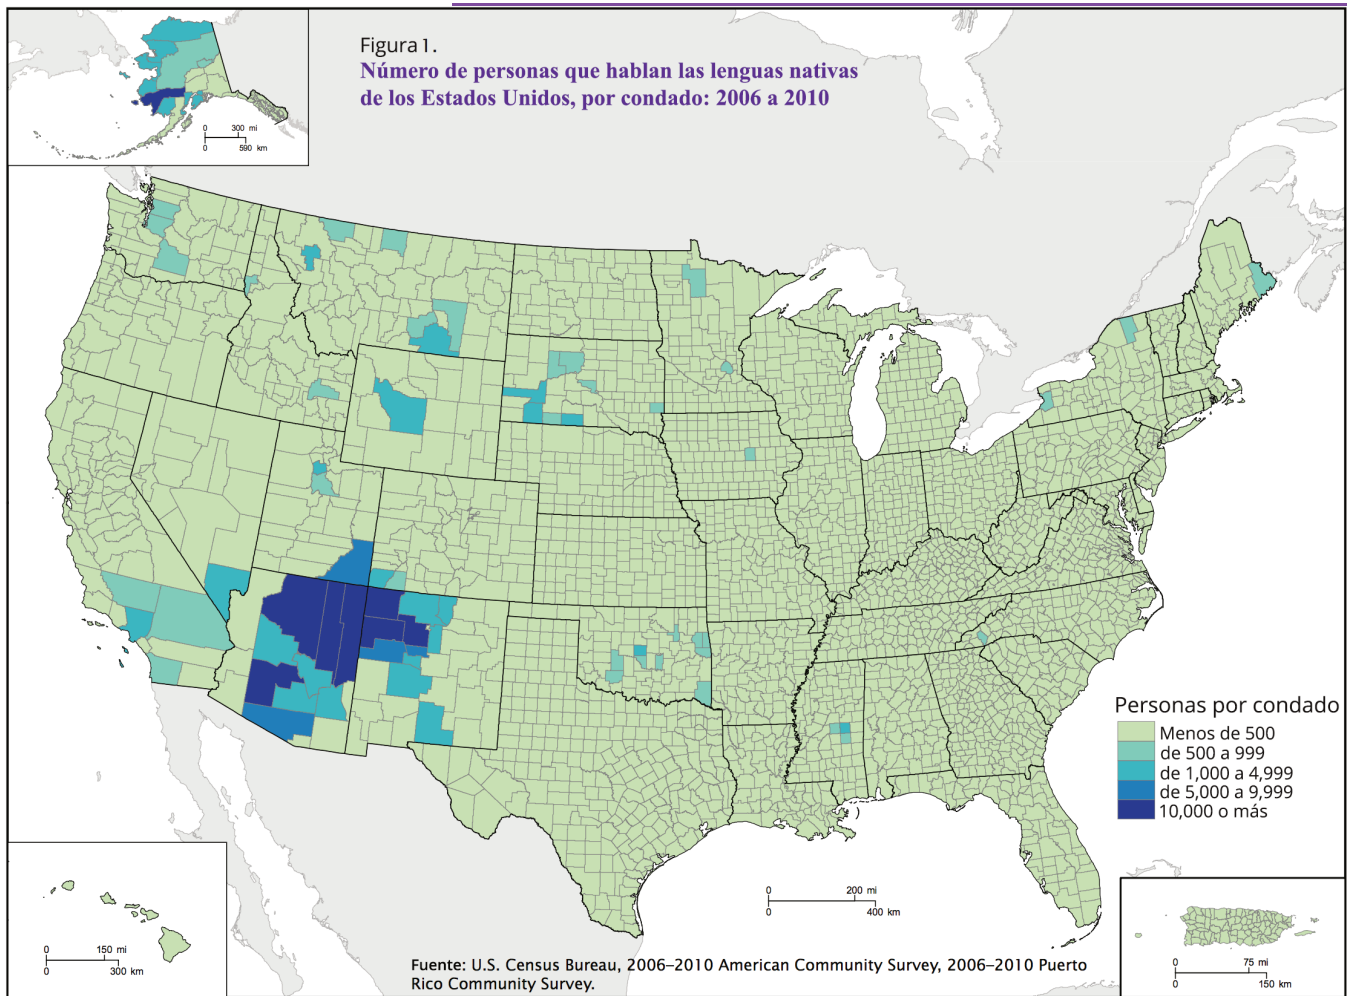 Figura 1.
Número de personas que hablan las lenguas nativas
de los Estados Unidos, por condado: 2006 a 2010
0 300 mi
0 590 km
Personas por condado
Menos de 500
de 500 a 999
de 1,000 a 4,999
de 5,000 a 9,999
10,000 o más
0 200 mi
0 400 km
0 150 mi
0 300 km
0 75 mi
0 150 km
Fuente: U.S. Census Bureau, 2006–2010 American Community Survey, 2006–2010 Puerto
Rico Community Survey.